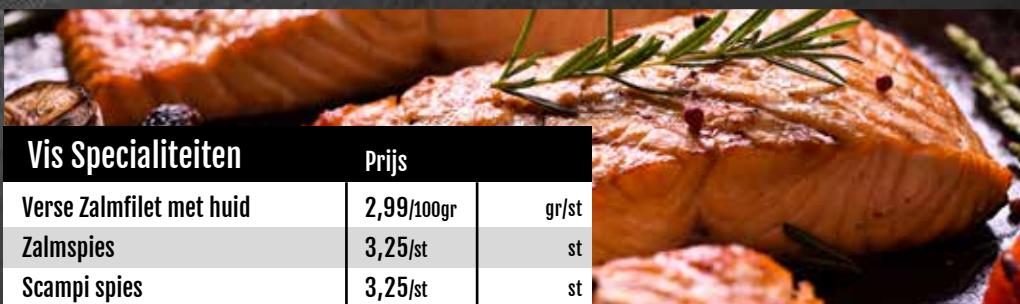 Vis Specialiteiten Prijs
Verse Zalmfilet met huid 2,99/100gr gr/st
Zalmspies 3,25/st st
Scampi spies 3,25/st st